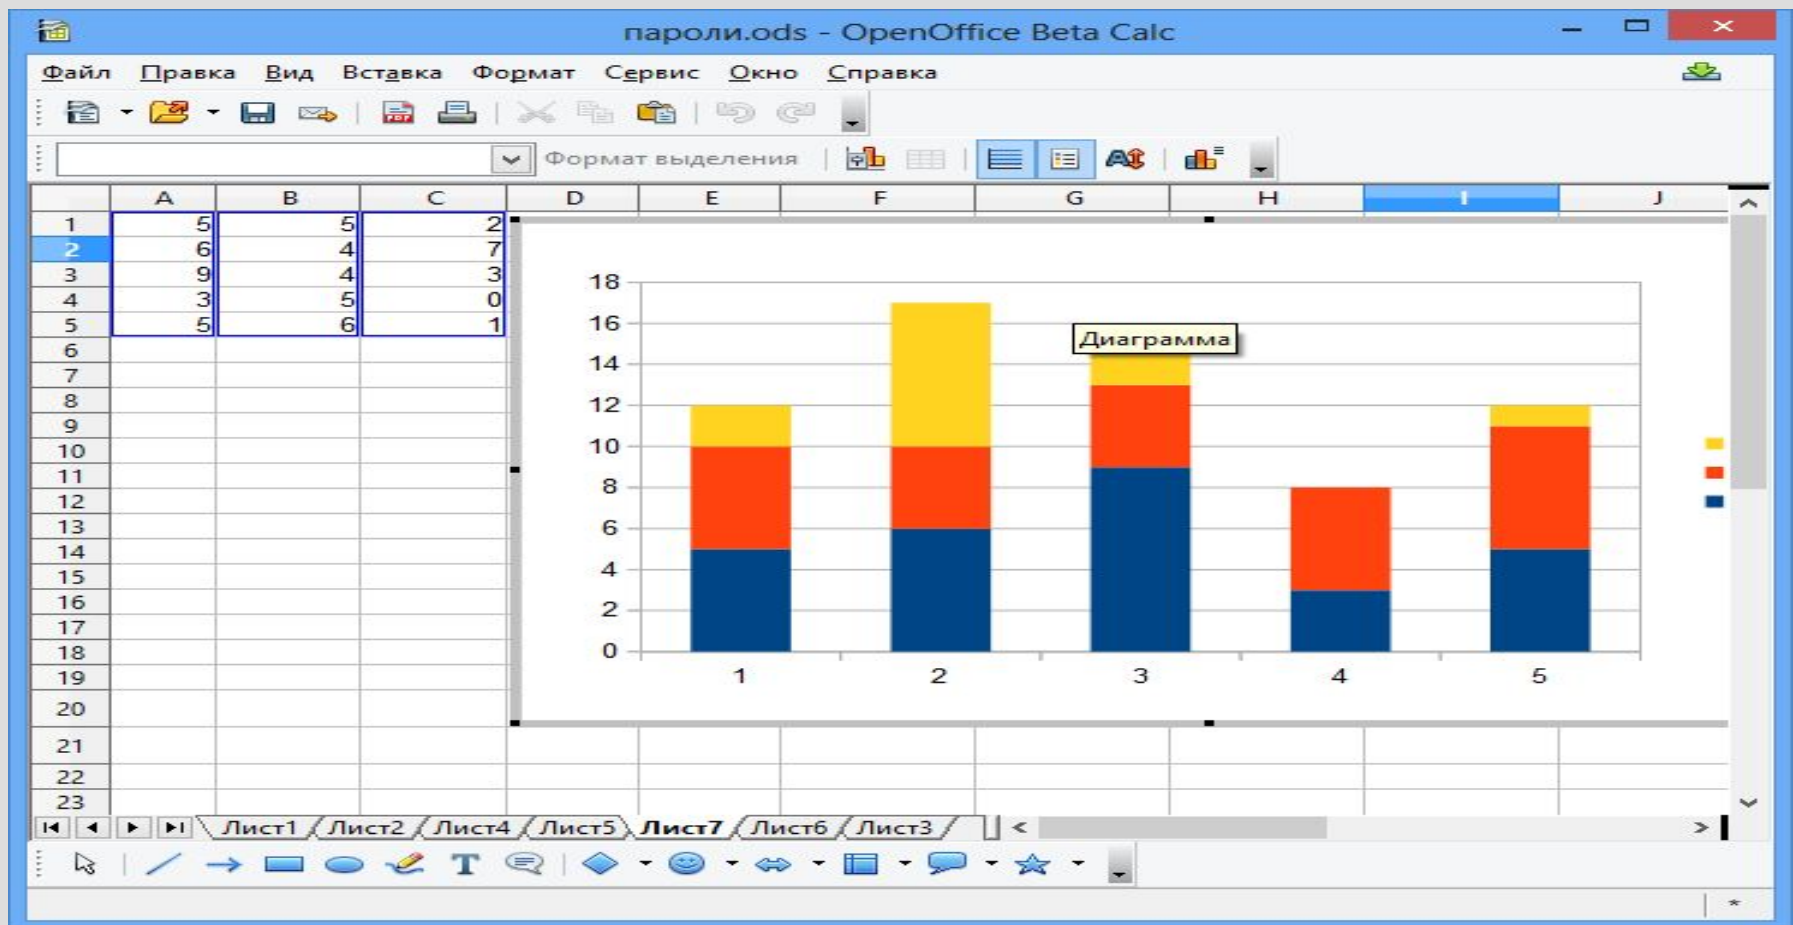 пароли.ods - OpenOffice Beta Calc
Файл Правка Вид Вставка Формат Сервис Окно Справка
PDF
Формат выделения
A B C D E F G H I J
1 5 5 2
2 6 4 7
3 9 4 3
4 3 5 0
5 5 6 1
6
7
8
9
10
11
12
13
14
15
16
17
18
19
20
21
22
23
18
16
14
12
10
8
6
4
2
0
Диаграмма
1 2 3 4 5
Лист1 Лист2 Лист4 Лист5 Лист7 Лист6 Лист3
T
*